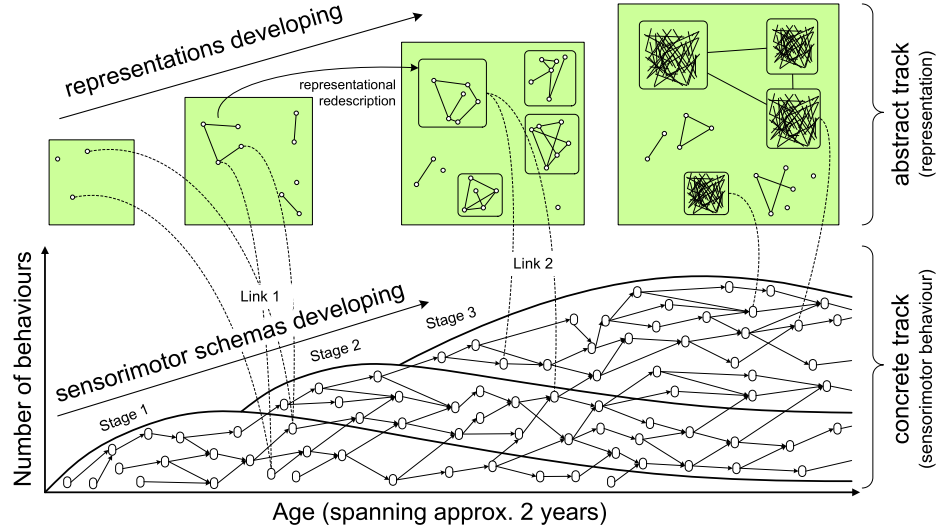 representations developing
representational
redescription
abstract track
(representation)
Link 1
Link 2
sensorimotor schemas developing
Stage 1
Stage 2
Stage 3
concrete track
(sensorimotor behaviour)
Number of behaviours
Age (spanning approx. 2 years)